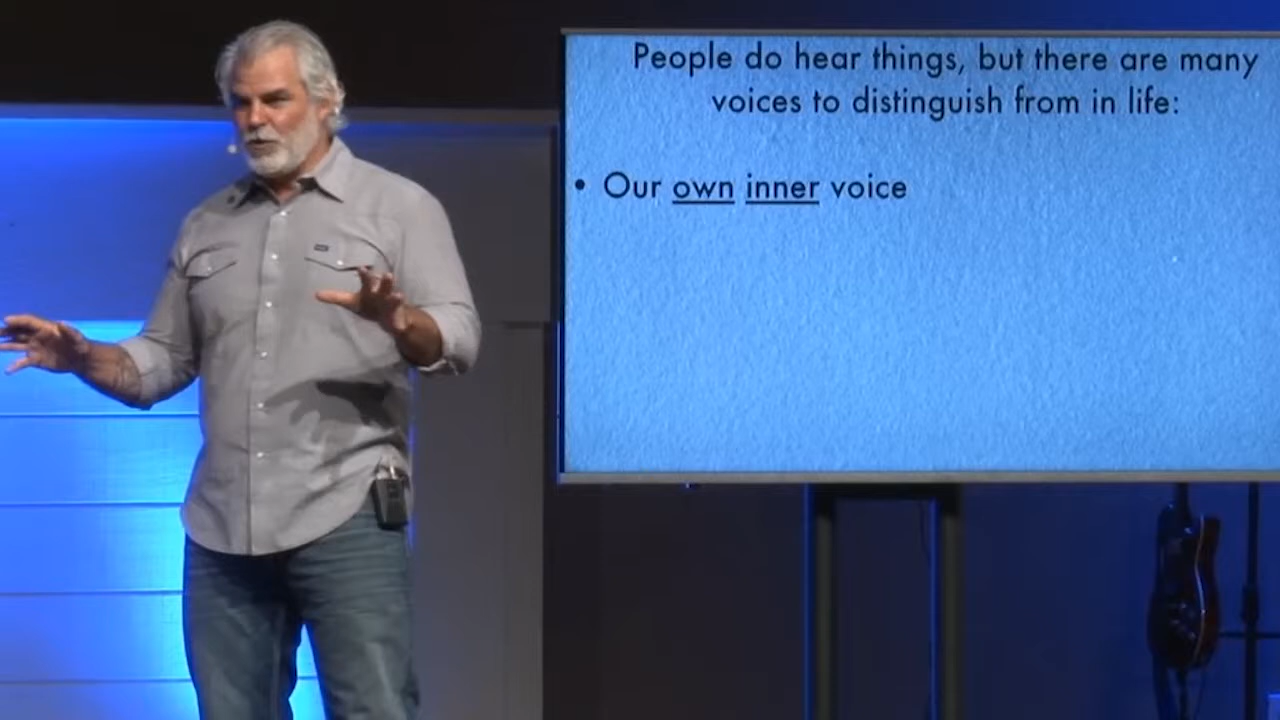 People do hear things, but there are many
voices to distinguish from in life:
• Our own inner voice